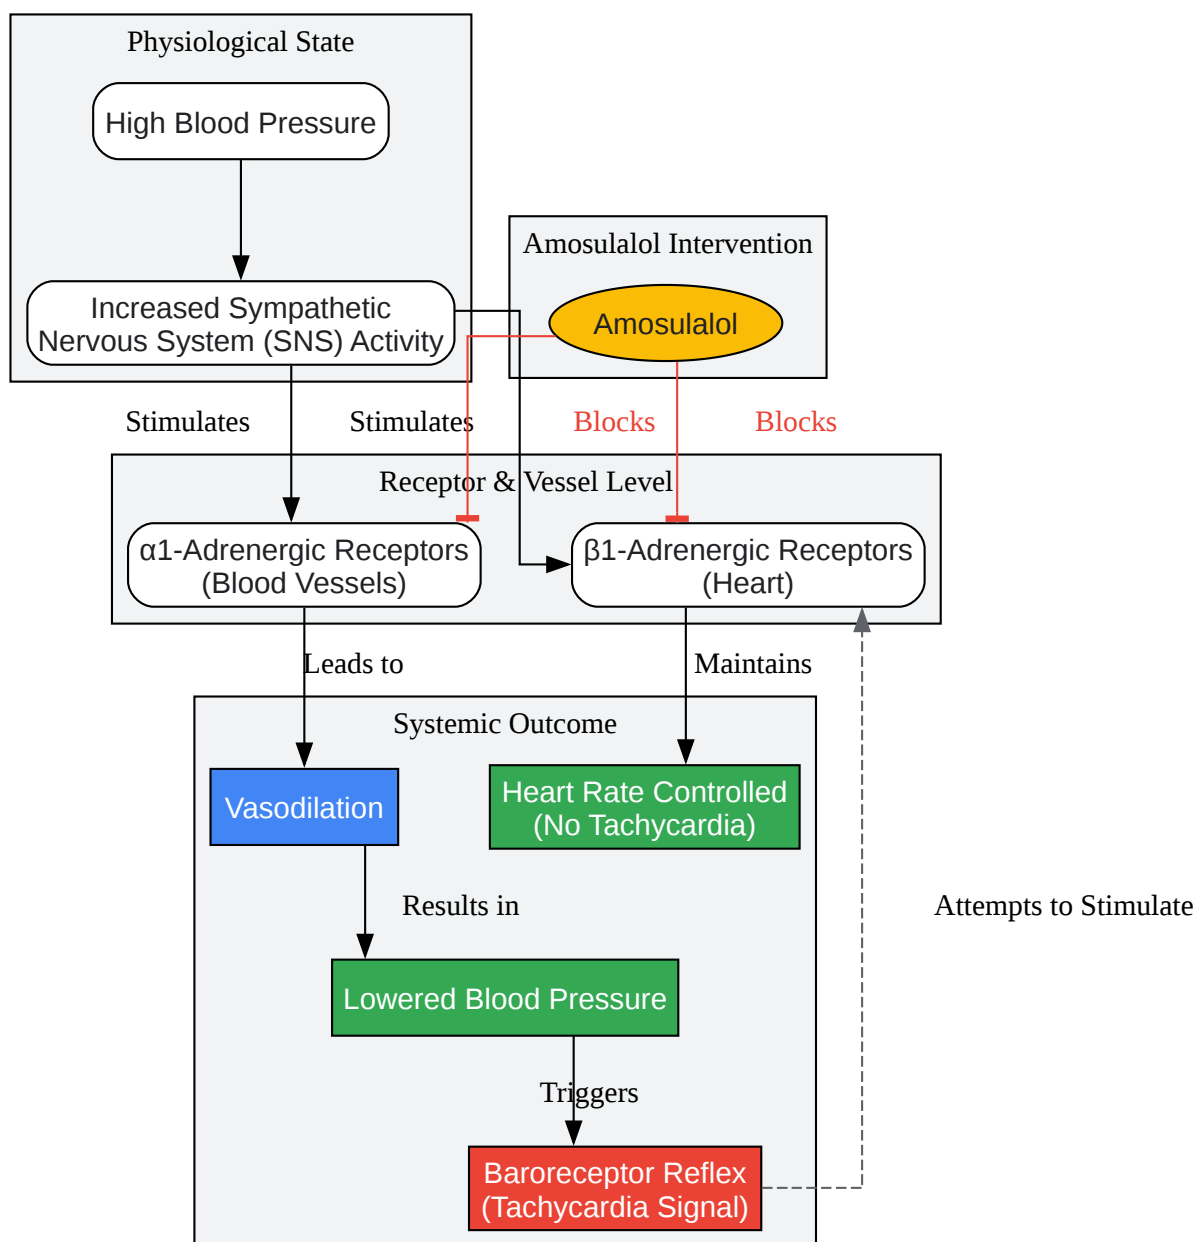 Physiological State
High Blood Pressure
Increased Sympathetic
Nervous System (SNS) Activity
Amosulalol Intervention
Amosulalol
Stimulates
Stimulates
Blocks
Blocks
Receptor & Vessel Level
α1-Adrenergic Receptors
(Blood Vessels)
β1-Adrenergic Receptors
(Heart)
Leads to
Maintains
Systemic Outcome
Vasodilation
Heart Rate Controlled
(No Tachycardia)
Results in
Attempts to Stimulate
Lowered Blood Pressure
Triggers
Baroreceptor Reflex
(Tachycardia Signal)